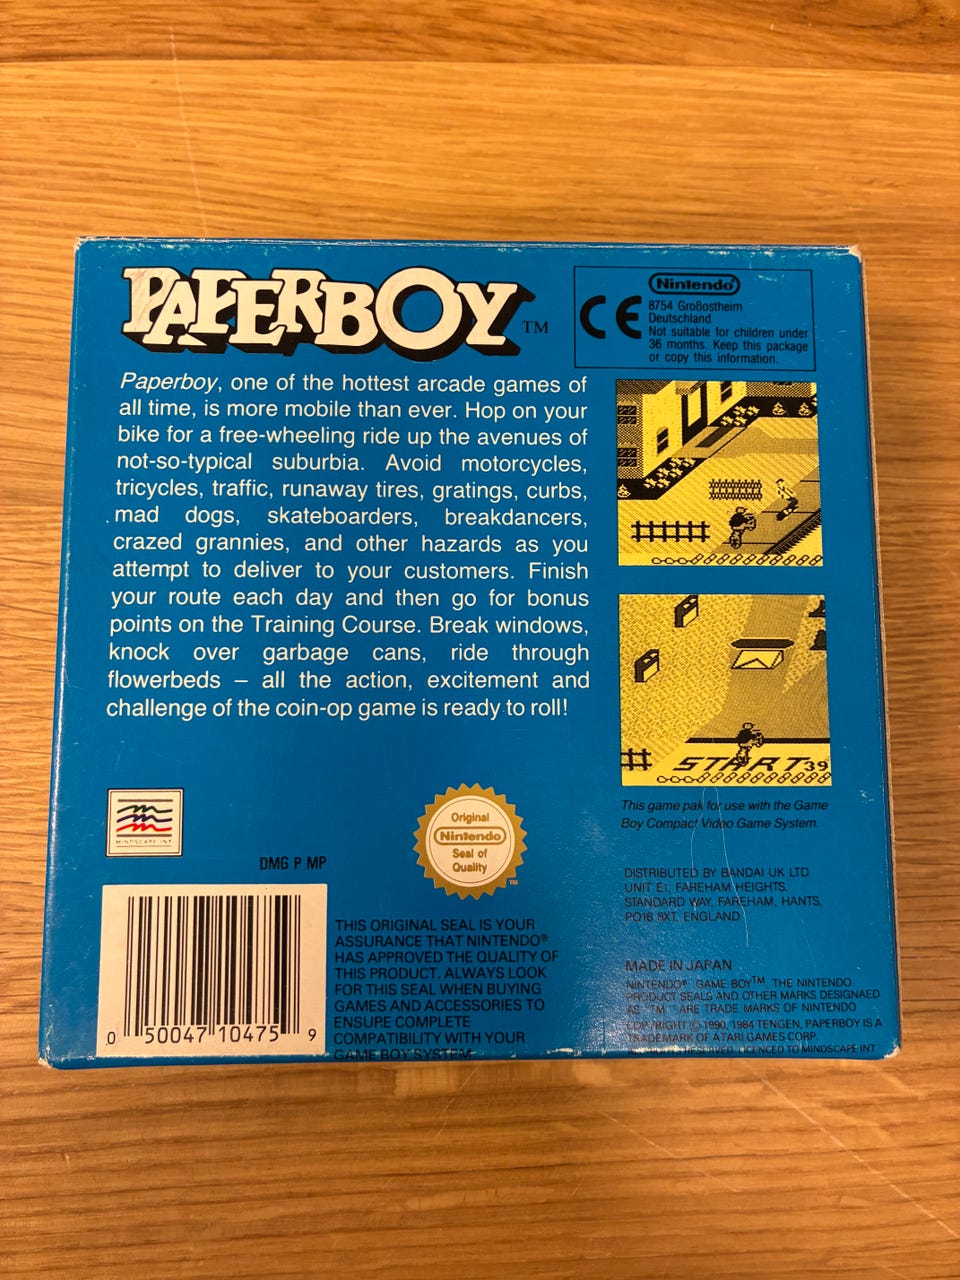 PAPERBOY™
Nintendo
CE
8754 Großostheim
Deutschland
Not suitable for children under
36 months. Keep this package
or copy this information.
Paperboy, one of the hottest arcade games of
all time, is more mobile than ever. Hop on your
bike for a free-wheeling ride up the avenues of
not-so-typical suburbia. Avoid motorcycles,
tricycles, traffic, runaway tires, gratings, curbs,
mad dogs, skateboarders, breakdancers,
crazed grannies, and other hazards as you
attempt to deliver to your customers. Finish
your route each day and then go for bonus
points on the Training Course. Break windows,
knock over garbage cans, ride through
flowerbeds – all the action, excitement and
challenge of the coin-op game is ready to roll!
START 39
This game pak for use with the Game
Boy Compact Video Game System.
MINDSCAPE INT
DMG P MP
Original
Nintendo
Seal of
Quality
TM
0 50047 10475 9
THIS ORIGINAL SEAL IS YOUR
ASSURANCE THAT NINTENDO®
HAS APPROVED THE QUALITY OF
THIS PRODUCT. ALWAYS LOOK
FOR THIS SEAL WHEN BUYING
GAMES AND ACCESSORIES TO
ENSURE COMPLETE
COMPATIBILITY WITH YOUR
GAME BOY SYSTEM
DISTRIBUTED BY BANDAI UK LTD.
UNIT E1, FAREHAM HEIGHTS,
STANDARD WAY, FAREHAM, HANTS,
PO16 8XT, ENGLAND
MADE IN JAPAN
NINTENDO® GAME BOY™, THE NINTENDO
PRODUCT SEALS AND OTHER MARKS DESIGNAED
AS "TM" ARE TRADE MARKS OF NINTENDO
COPYRIGHT © 1990, 1984 TENGEN, PAPERBOY IS A
TRADEMARK OF ATARI GAMES CORP.
RESERVED. LICENCED TO MINDSCAPE INT